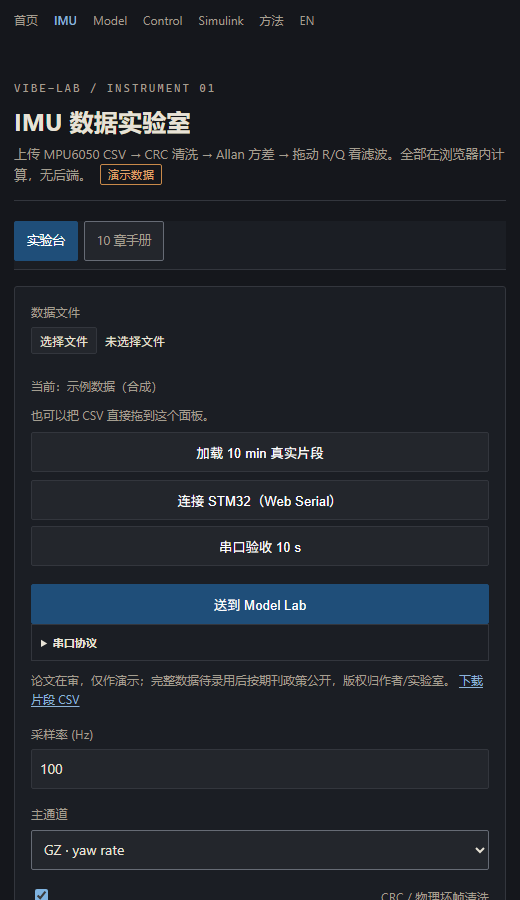 首页 IMU Model Control Simulink 方法 EN
VIBE-LAB / INSTRUMENT 01
IMU 数据实验室
上传 MPU6050 CSV → CRC 清洗 → Allan 方差 → 拖动 R/Q 看滤波。全部在浏览器内计
算，无后端。 演示数据
实验台 10 章手册
数据文件
选择文件 未选择文件
当前：示例数据（合成）
也可以把 CSV 直接拖到这个面板。
加载 10 min 真实片段
连接 STM32（Web Serial）
串口验收 10 s
送到 Model Lab
▶ 串口协议
论文在审，仅作演示；完整数据待录用后按期刊政策公开，版权归作者/实验室。 下载
片段 CSV
采样率 (Hz)
100
主通道
GZ · yaw rate
CRC / 物理坏帧清洗